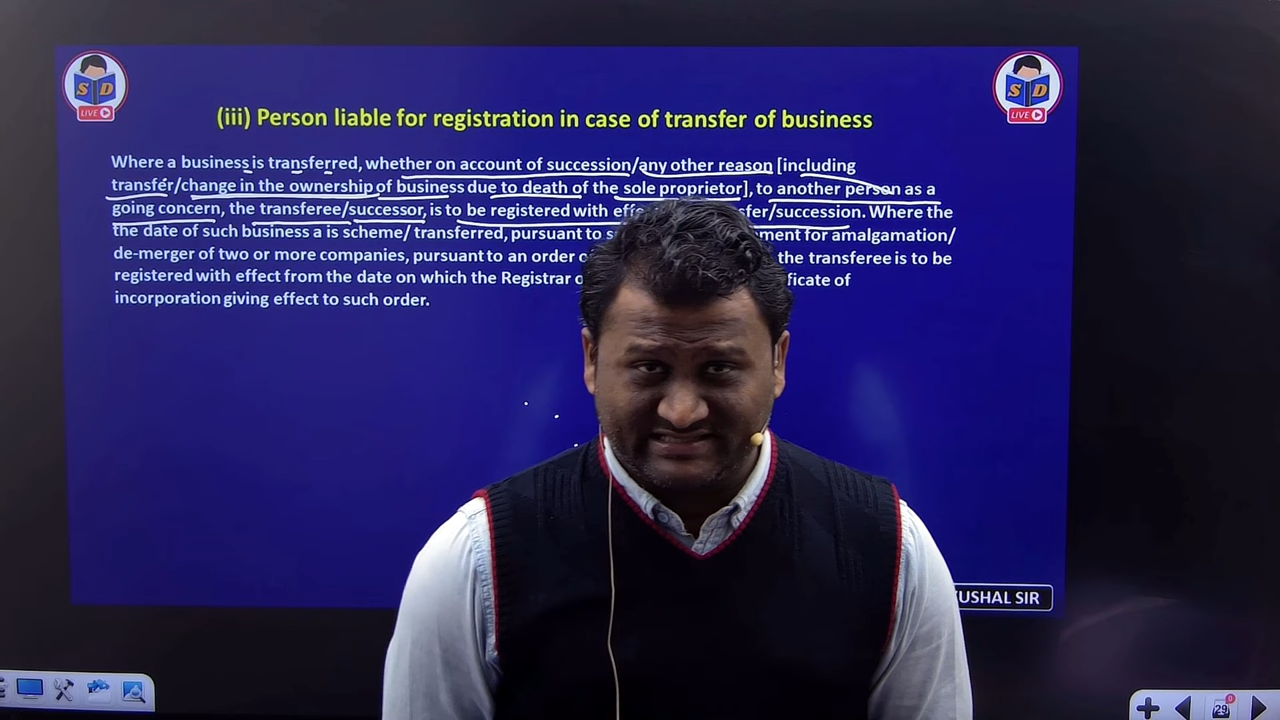 S D
LIVE
S D
LIVE
(iii) Person liable for registration in case of transfer of business
Where a business is transferred, whether on account of succession/any other reason [including
transfer/change in the ownership of business due to death of the sole proprietor], to another person as a
going concern, the transferee/successor, is to be registered with fer/succession. Where the
the date of such business a is scheme/ transferred, pursuant to ment for amalgamation/
de-merger of two or more companies, pursuant to an order the transferee is to be
registered with effect from the date on which the Registrar ficate of
incorporation giving effect to such order.
USHAL SIR
29
0